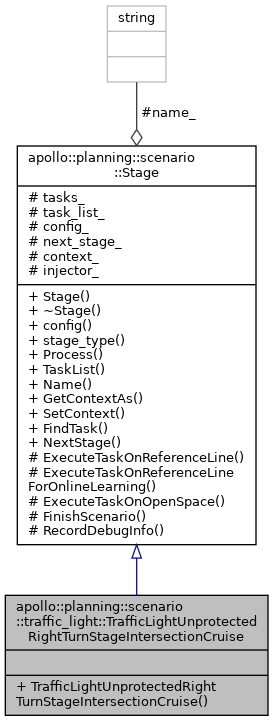 string
#name_
apollo::planning::scenario
::Stage
# tasks_
# task_list_
# config_
# next_stage_
# context_
# injector_
+ Stage()
+ ~Stage()
+ config()
+ stage_type()
+ Process()
+ TaskList()
+ Name()
+ GetContextAs()
+ SetContext()
+ FindTask()
+ NextStage()
# ExecuteTaskOnReferenceLine()
# ExecuteTaskOnReferenceLine
ForOnlineLearning()
# ExecuteTaskOnOpenSpace()
# FinishScenario()
# RecordDebugInfo()
apollo::planning::scenario
::traffic_light::TrafficLightUnprotected
RightTurnStageIntersectionCruise
+ TrafficLightUnprotectedRight
TurnStageIntersectionCruise()